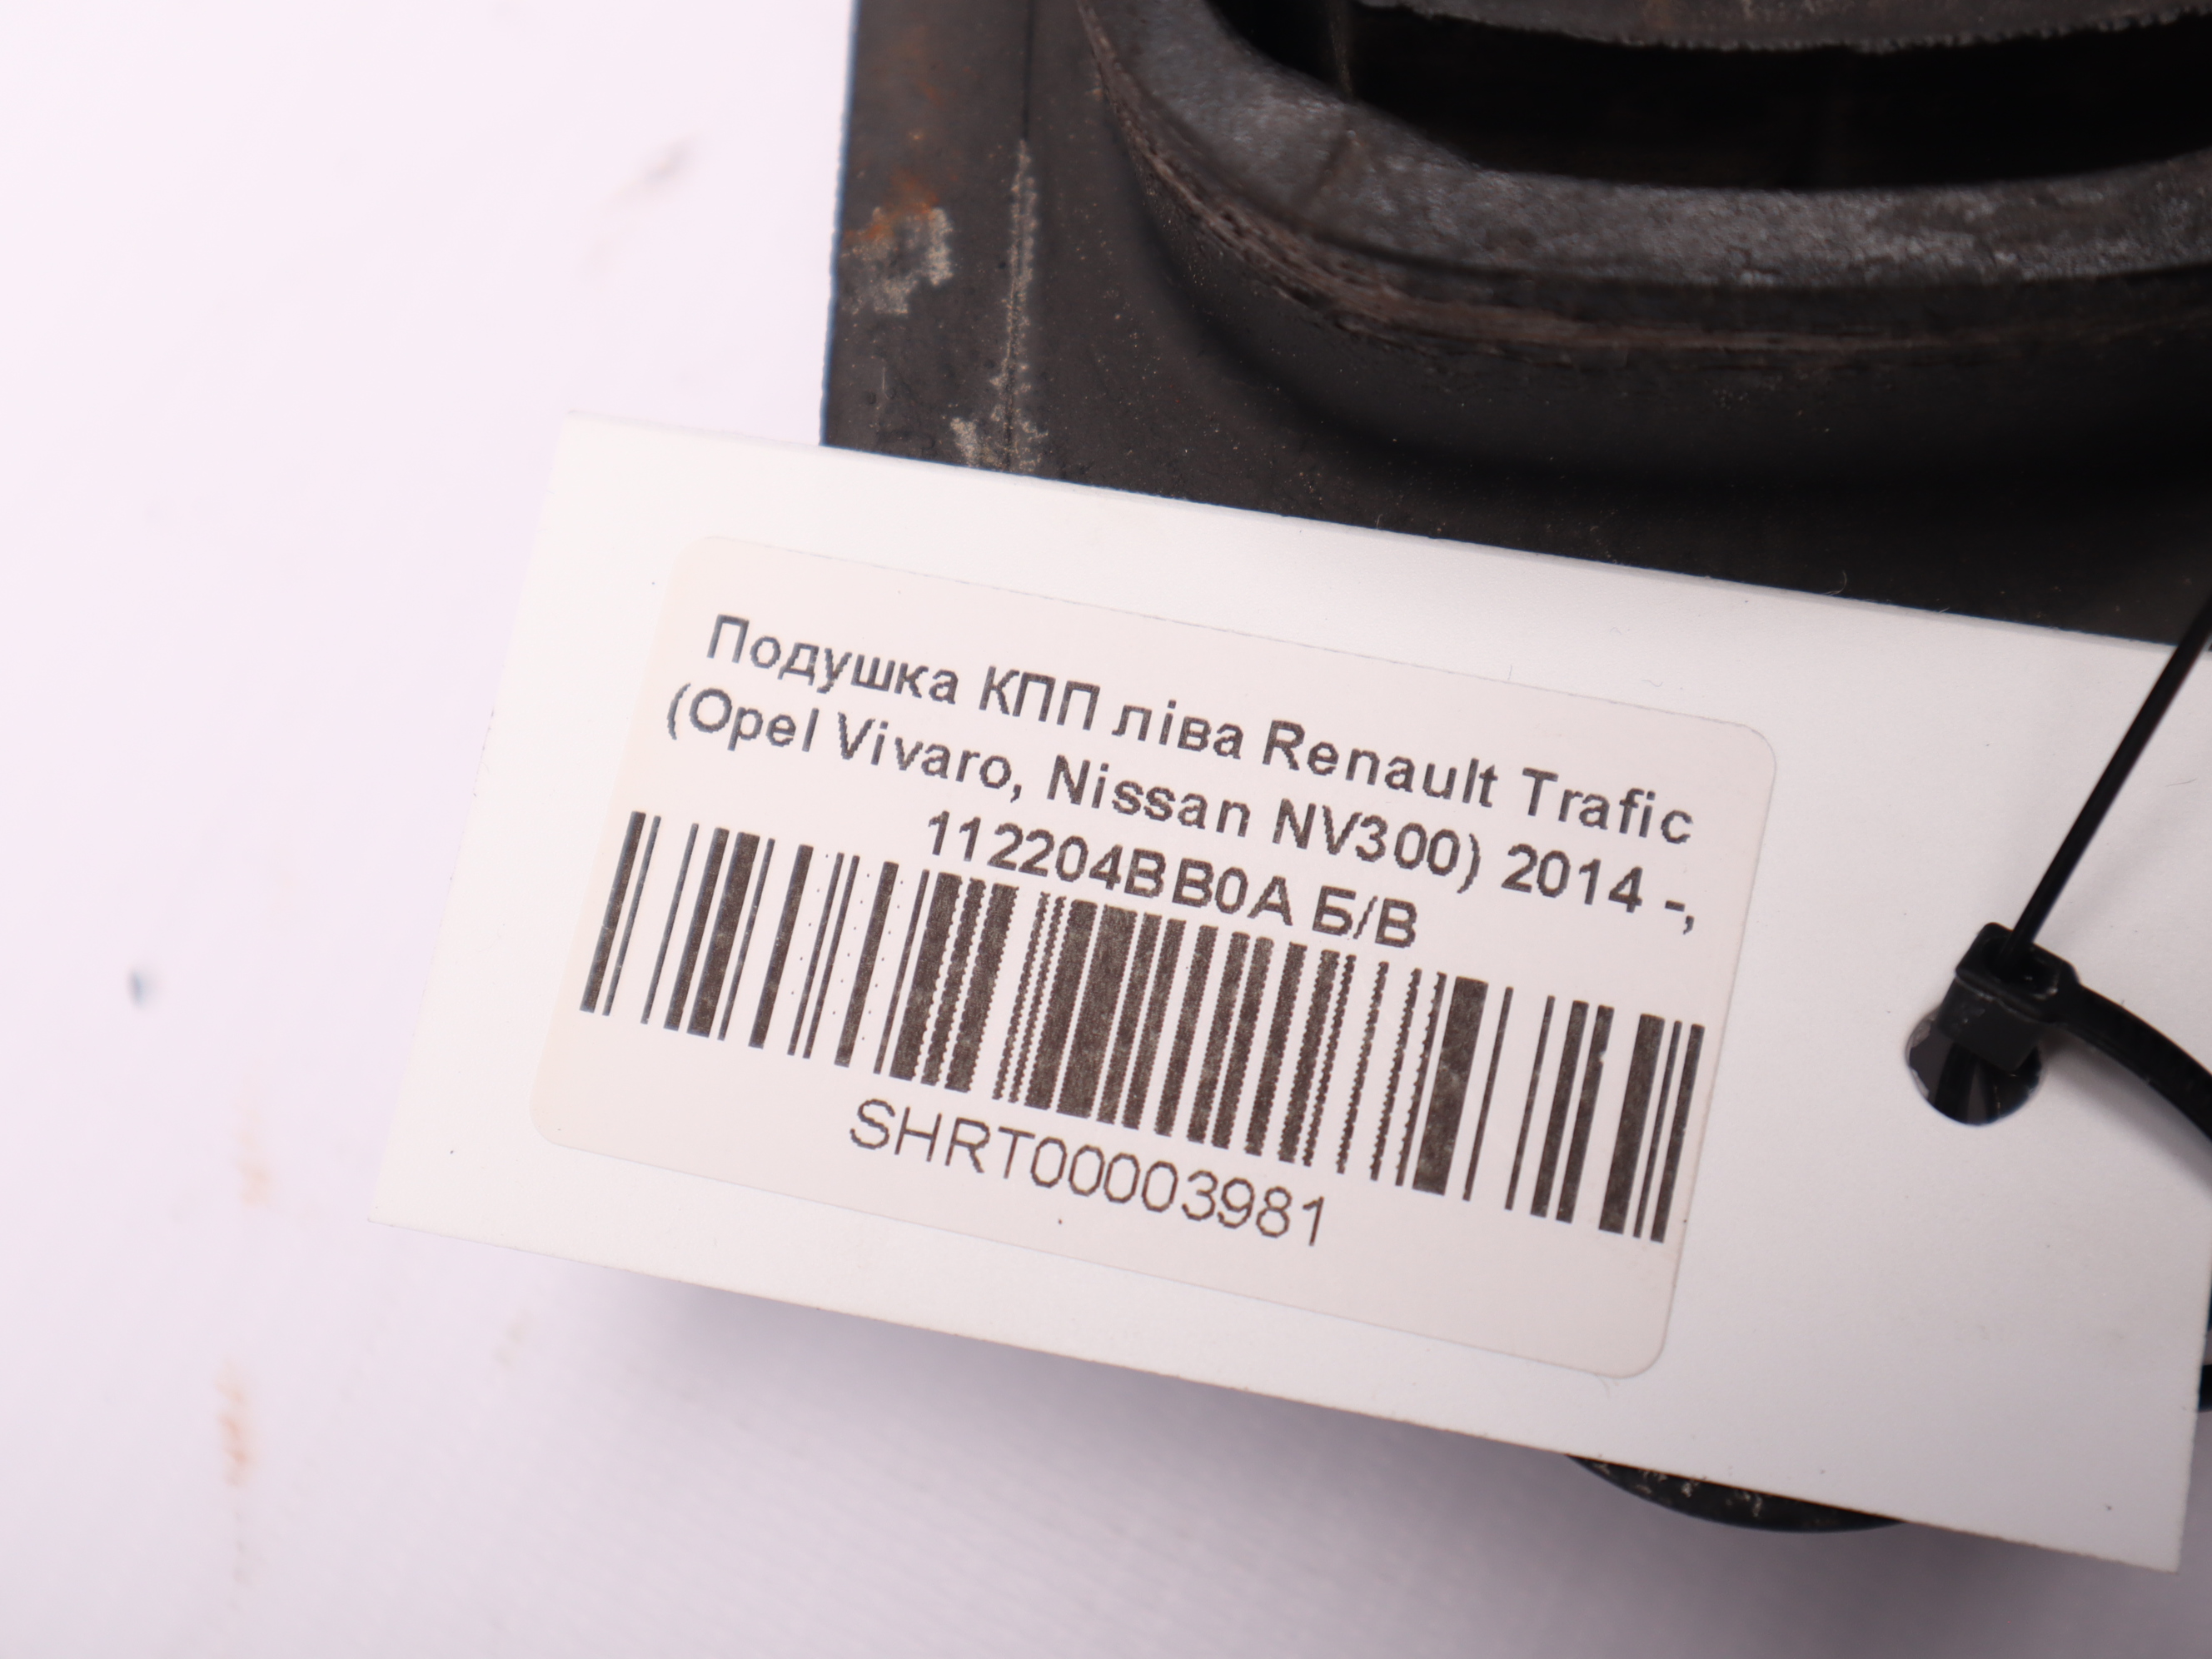 Подушка КПП ліва Renault Trafic
(Opel Vivaro, Nissan NV300) 2014 -,
112204BB0A Б/В
SHRT00003981